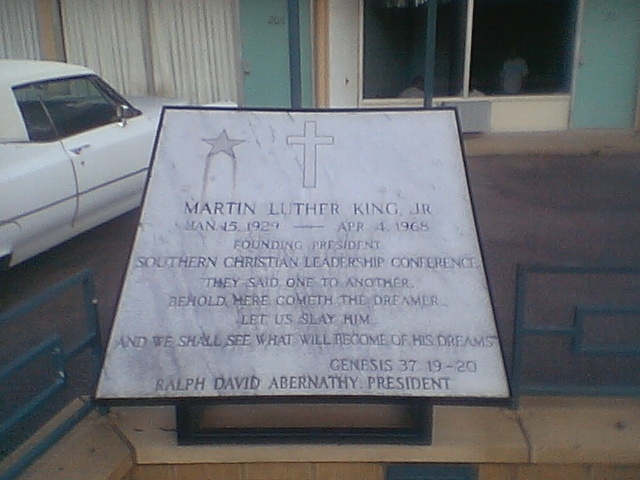 MARTIN LUTHER KING, JR
JAN. 15, 1929 — APR. 4, 1968
FOUNDING PRESIDENT
SOUTHERN CHRISTIAN LEADERSHIP CONFERENCE
"THEY SAID ONE TO ANOTHER,
BEHOLD, HERE COMETH THE DREAMER...
LET US SLAY HIM...
AND WE SHALL SEE WHAT WILL BECOME OF HIS DREAMS"
GENESIS 37. 19-20
RALPH DAVID ABERNATHY, PRESIDENT